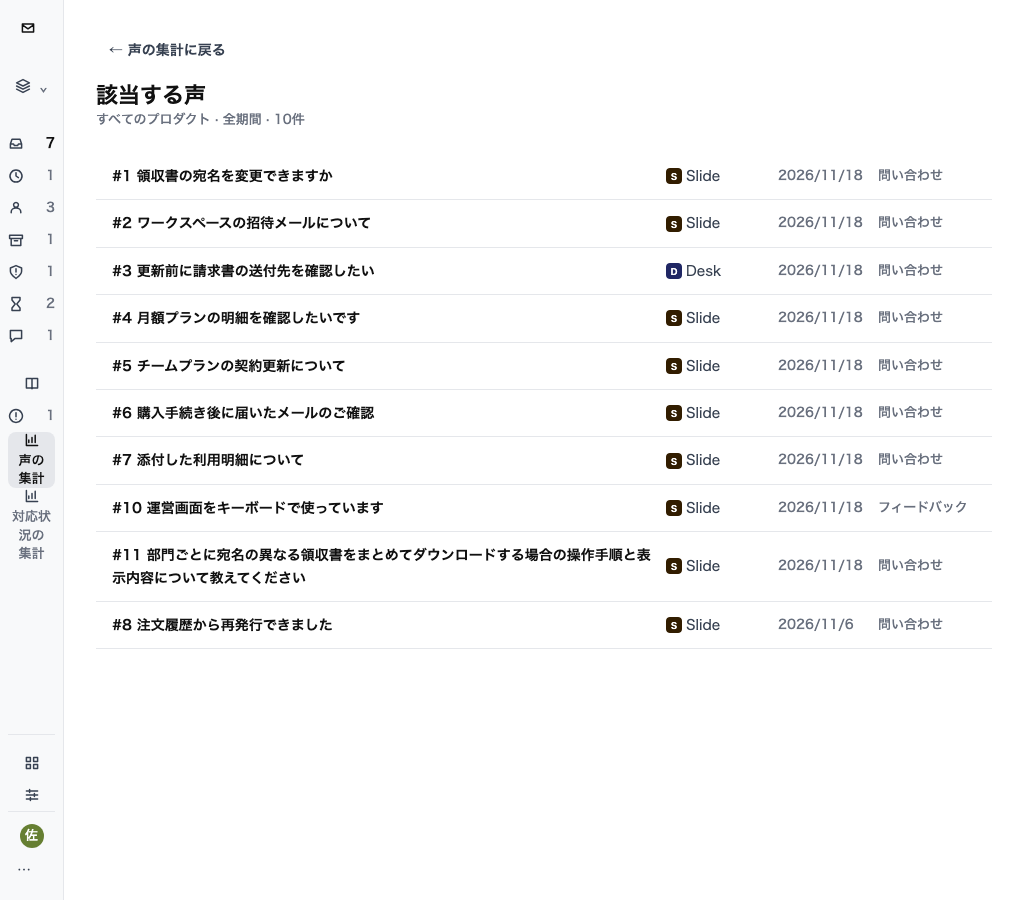 ← 声の集計に戻る
該当する声
すべてのプロダクト · 全期間 · 10件
7
1
3
1
1
2
1
1
声の
集計
対応状
況の
集計
佐
…
#1 領収書の宛名を変更できますか S Slide 2026/11/18 問い合わせ
#2 ワークスペースの招待メールについて S Slide 2026/11/18 問い合わせ
#3 更新前に請求書の送付先を確認したい D Desk 2026/11/18 問い合わせ
#4 月額プランの明細を確認したいです S Slide 2026/11/18 問い合わせ
#5 チームプランの契約更新について S Slide 2026/11/18 問い合わせ
#6 購入手続き後に届いたメールのご確認 S Slide 2026/11/18 問い合わせ
#7 添付した利用明細について S Slide 2026/11/18 問い合わせ
#10 運営画面をキーボードで使っています S Slide 2026/11/18 フィードバック
#11 部門ごとに宛名の異なる領収書をまとめてダウンロードする場合の操作手順と表
示内容について教えてください S Slide 2026/11/18 問い合わせ
#8 注文履歴から再発行できました S Slide 2026/11/6 問い合わせ